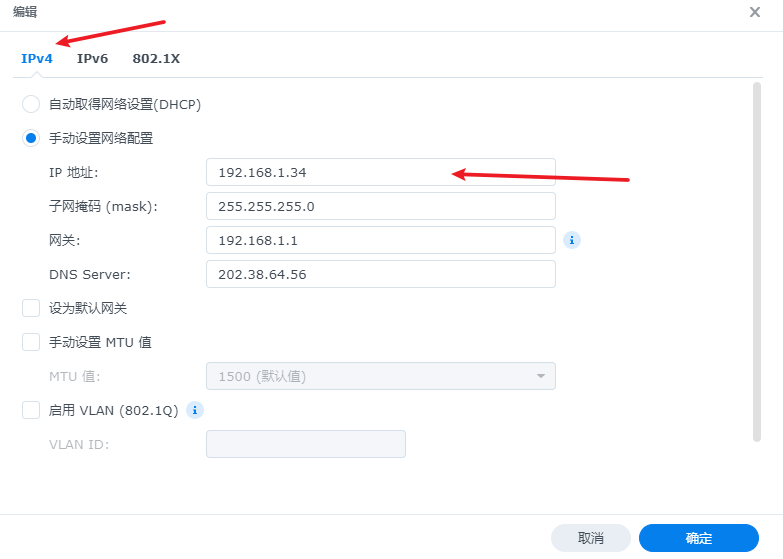 编辑
IPv4 IPv6 802.1X
自动取得网络设置(DHCP)
手动设置网络配置
IP 地址: 192.168.1.34
子网掩码 (mask): 255.255.255.0
网关: 192.168.1.1
DNS Server: 202.38.64.56
设为默认网关
手动设置 MTU 值
MTU 值: 1500 (默认值)
启用 VLAN (802.1Q)
VLAN ID:
取消 确定